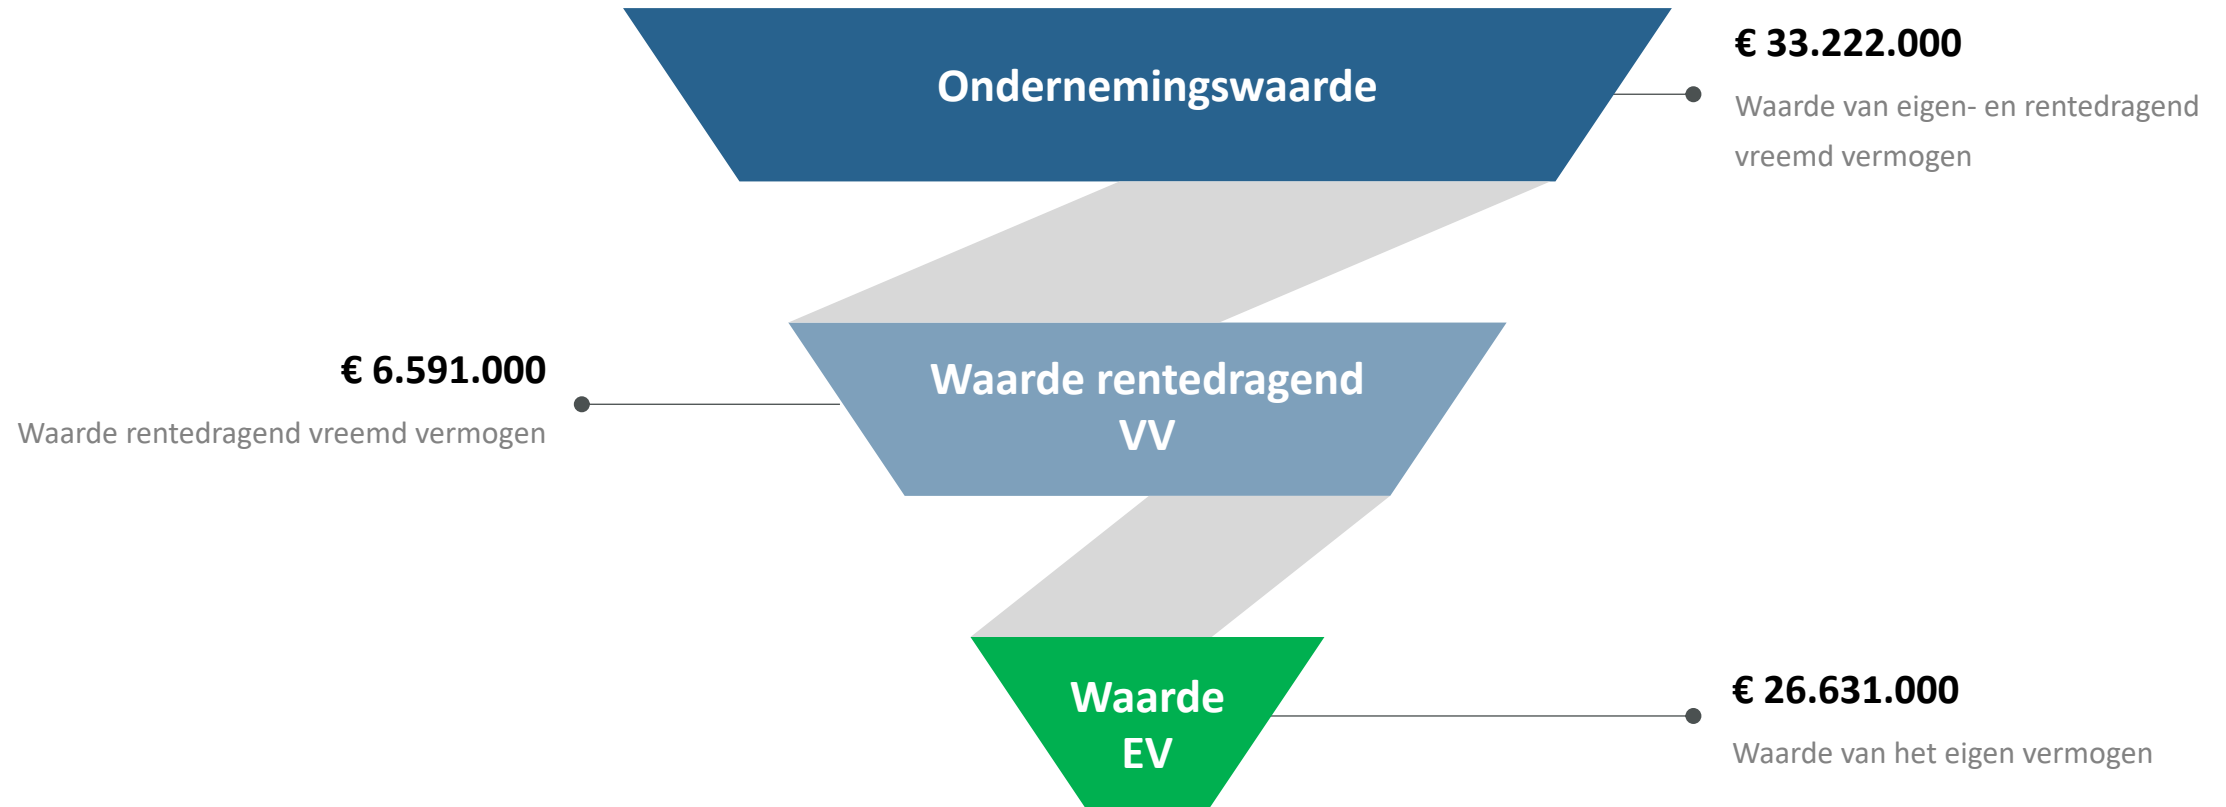 Ondernemingswaarde
€ 33.222.000
Waarde van eigen- en rentedragend
vreemd vermogen
€ 6.591.000
Waarde rentedragend vreemd vermogen
Waarde rentedragend
VV
Waarde
EV
€ 26.631.000
Waarde van het eigen vermogen